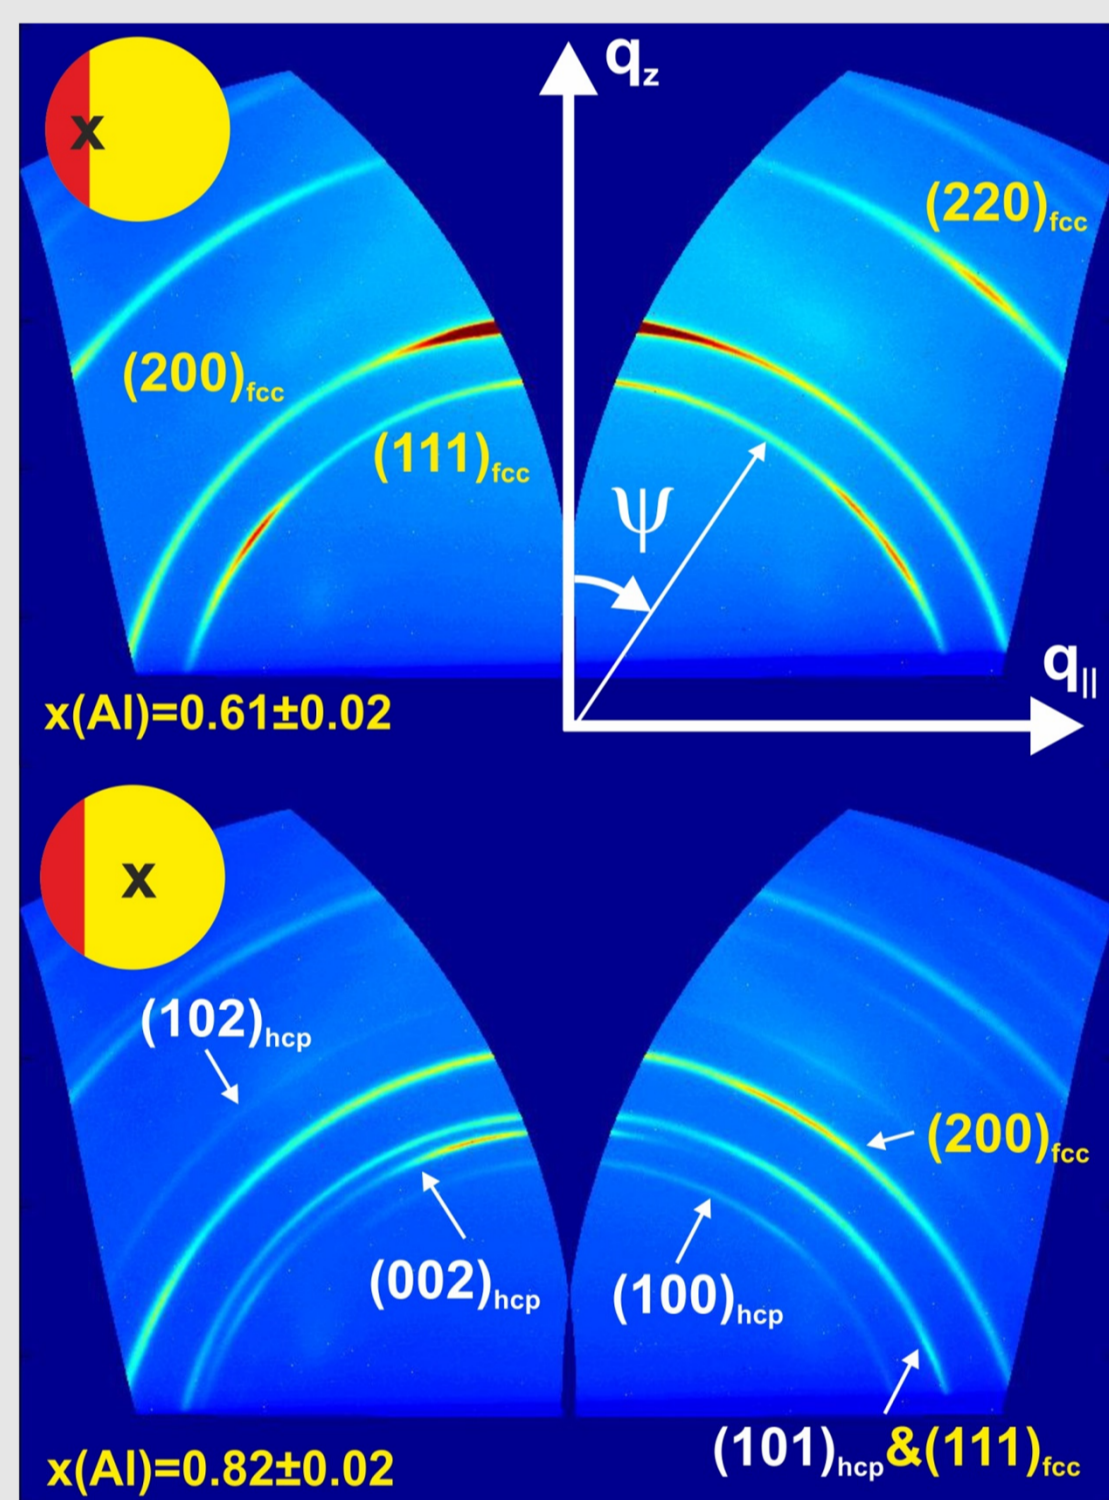 x
q_z
(220)_fcc
(200)_fcc
(111)_fcc
ψ
q_||
x(Al)=0.61±0.02
x
(102)_hcp
(200)_fcc
(002)_hcp
(100)_hcp
(101)_hcp&(111)_fcc
x(Al)=0.82±0.02